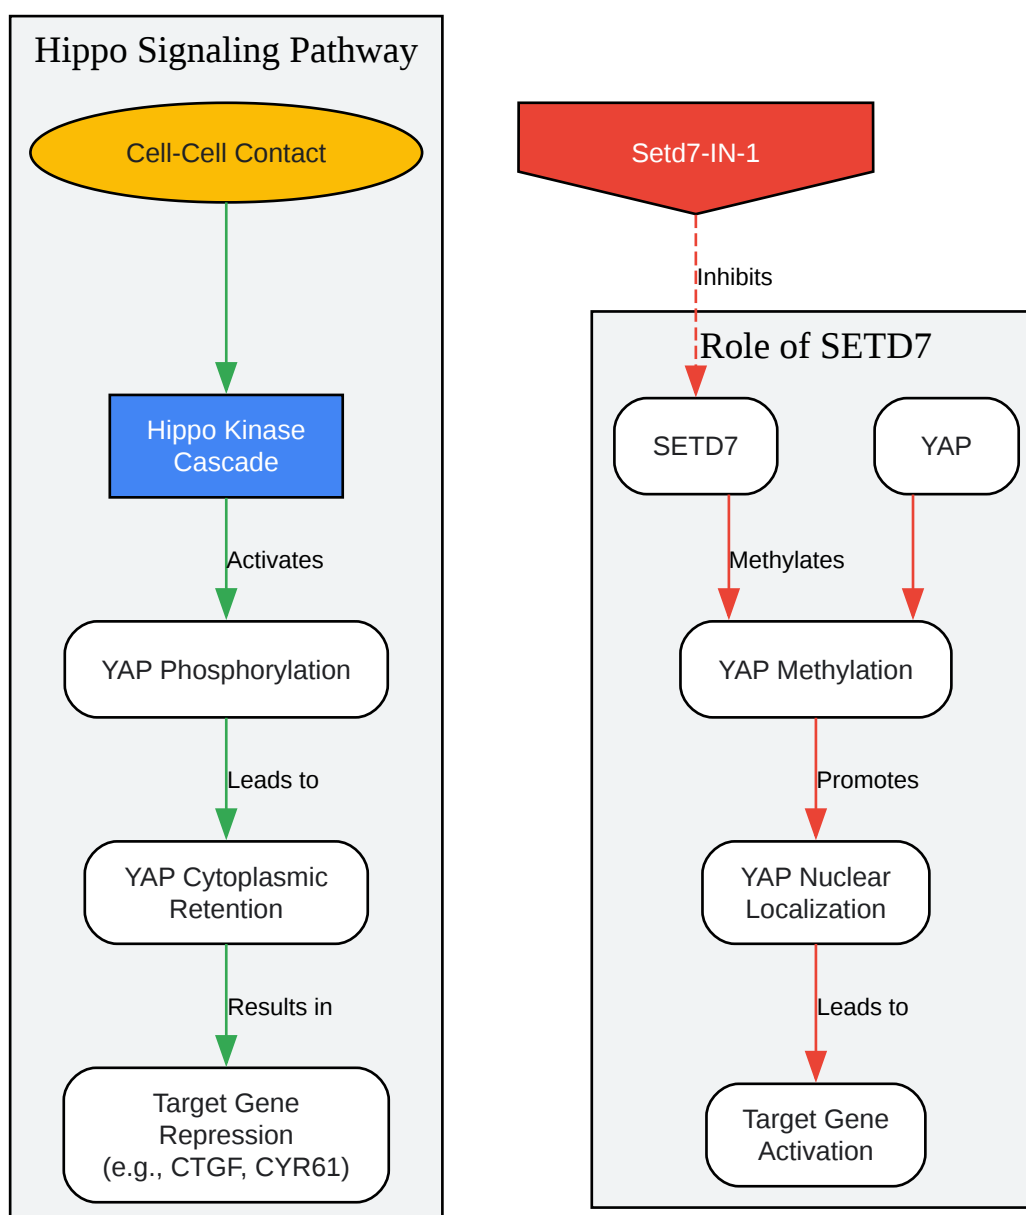 Hippo Signaling Pathway
Cell-Cell Contact
Hippo Kinase
Cascade
Activates
YAP Phosphorylation
Leads to
YAP Cytoplasmic
Retention
Results in
Target Gene
Repression
(e.g., CTGF, CYR61)
Setd7-IN-1
Inhibits
Role of SETD7
SETD7
YAP
Methylates
YAP Methylation
Promotes
YAP Nuclear
Localization
Leads to
Target Gene
Activation